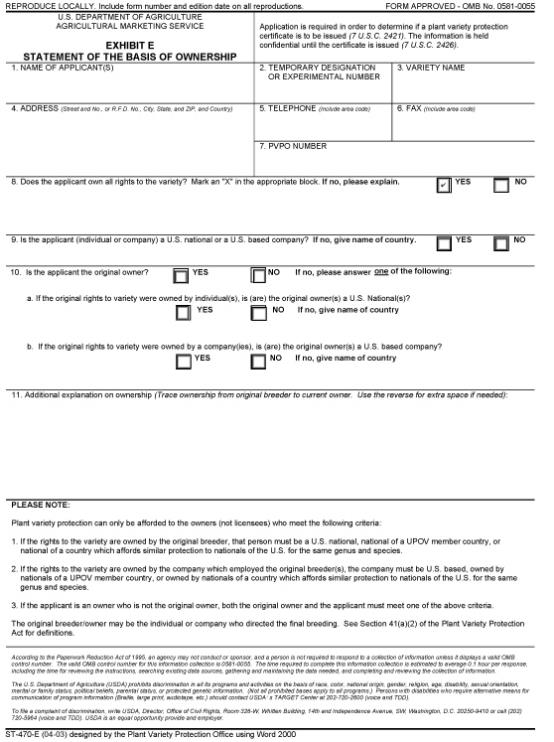 REPRODUCE LOCALLY. Include form number and edition date on all reproductions.
FORM APPROVED - OMB No. 0581-0055
U.S. DEPARTMENT OF AGRICULTURE
AGRICULTURAL MARKETING SERVICE
EXHIBIT E
STATEMENT OF THE BASIS OF OWNERSHIP
Application is required in order to determine if a plant variety protection
certificate is to be issued (7 U.S.C. 2421). The information is held
confidential until the certificate is issued (7 U.S.C. 2426).
1. NAME OF APPLICANT(S)
2. TEMPORARY DESIGNATION
OR EXPERIMENTAL NUMBER
3. VARIETY NAME
4. ADDRESS (Street and No., or R.F.D. No., City, State, and ZIP, and Country)
5. TELEPHONE (Include area code)
6. FAX (Include area code)
7. PVPO NUMBER
8. Does the applicant own all rights to the variety? Mark an "X" in the appropriate block. If no, please explain.
✓ YES NO
9. Is the applicant (individual or company) a U.S. national or a U.S. based company? If no, give name of country.
YES NO
10. Is the applicant the original owner? YES NO If no, please answer one of the following:
a. If the original rights to variety were owned by individual(s), is (are) the original owner(s) a U.S. National(s)?
YES NO If no, give name of country
b. If the original rights to variety were owned by a company(ies), is (are) the original owner(s) a U.S. based company?
YES NO If no, give name of country
11. Additional explanation on ownership (Trace ownership from original breeder to current owner. Use the reverse for extra space if needed):
PLEASE NOTE:
Plant variety protection can only be afforded to the owners (not licensees) who meet the following criteria:
1. If the rights to the variety are owned by the original breeder, that person must be a U.S. national, national of a UPOV member country, or
national of a country which affords similar protection to nationals of the U.S. for the same genus and species.
2. If the rights to the variety are owned by the company which employed the original breeder(s), the company must be U.S. based, owned by
nationals of a UPOV member country, or owned by nationals of a country which affords similar protection to nationals of the U.S. for the same
genus and species.
3. If the applicant is an owner who is not the original owner, both the original owner and the applicant must meet one of the above criteria.
The original breeder/owner may be the individual or company who directed the final breeding. See Section 41(a)(2) of the Plant Variety Protection
Act for definitions.
According to the Paperwork Reduction Act of 1995, an agency may not conduct or sponsor, and a person is not required to respond to a collection of information unless it displays a valid OMB
control number. The valid OMB control number for this information collection is 0581-0055. The time required to complete this information collection is estimated to average 0.1 hour per response,
including the time for reviewing the instructions, searching existing data sources, gathering and maintaining the data needed, and completing and reviewing the collection of information.
The U.S. Department of Agriculture (USDA) prohibits discrimination in all its programs and activities on the basis of race, color, national origin, gender, religion, age, disability, sexual orientation,
marital or family status, political beliefs, parental status, or protected genetic information. (Not all prohibited bases apply to all programs.) Persons with disabilities who require alternative means for
communication of program information (Braille, large print, audiotape, etc.) should contact USDA's TARGET Center at 202-720-2600 (voice and TDD).
To file a complaint of discrimination, write USDA, Director, Office of Civil Rights, Room 326-W, Whitten Building, 14th and Independence Avenue, SW, Washington, D.C. 20250-9410 or call (202)
720-5964 (voice and TDD). USDA is an equal opportunity provide and employer.
ST-470-E (04-03) designed by the Plant Variety Protection Office using Word 2000